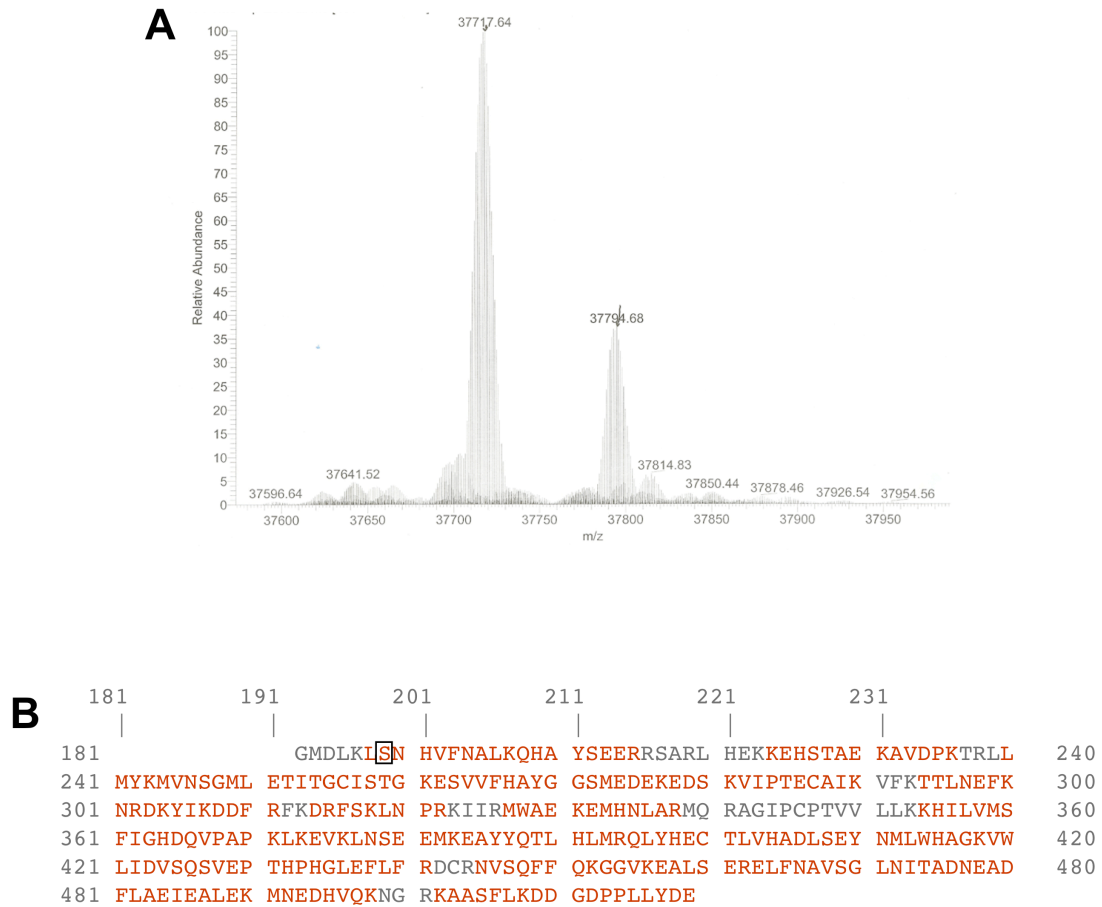 A
37717.64
100
95
90
85
80
75
70
65
60
55
50
45
40
35
30
25
20
15
10
5
0
Relative Abundance
37794.68
37641.52
37596.64
37814.83
37850.44
37878.46
37926.54
37954.56
37600 37650 37700 37750 37800 37850 37900 37950
m/z
B
181 191 201 211 221 231
181 GMDLKLSN HVFNALKQHA YSEERRSARL HEKKEHSTAE KAVDPKTRLL 240
241 MYKMVNSGML ETITGCISTG KESVVFHAYG GSMEDEKEDS KVIPTECAIK VFKTTLNEFK 300
301 NRDKYIKDDF RFKDRFSKLN PRKIIRMWAE KEMHNLARMQ RAGIPCPTVV LLKKHILVMS 360
361 FIGHDQVPAP KLKEVKLNSE EMKEAYYQTL HLMRQLYHEC TLVHADLSEY NMLWHAGKVW 420
421 LIDVSQSVEP THPHGLEFLF RDCRNVSQFF QKGGVKEALS ERELFNAVSG LNITADNEAD 480
481 FLAEIEALEK MNEDHVQKNG RKAASFLKDD GDPPLLYDE